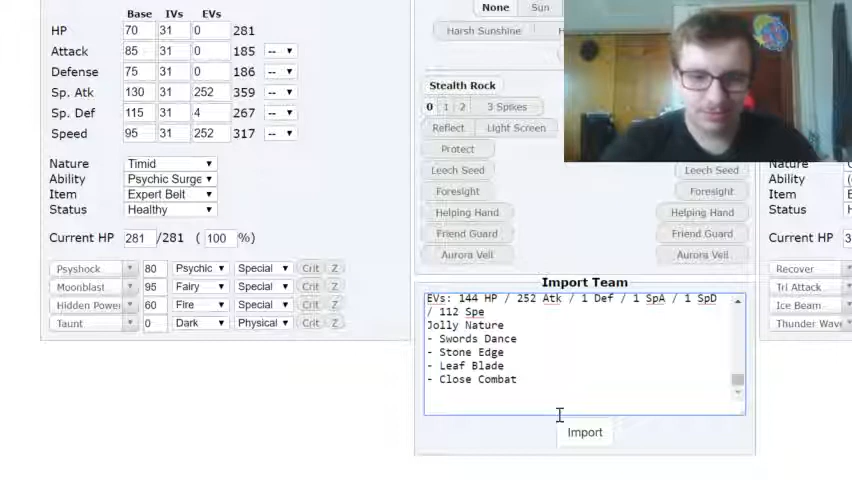 Base IVs EVs
HP 70 31 0 281
Attack 85 31 0 185 --
Defense 75 31 0 186 --
Sp. Atk 130 31 252 359 --
Sp. Def 115 31 4 267 --
Speed 95 31 252 317 --
Nature Timid
Ability Psychic Surge
Item Expert Belt
Status Healthy
Current HP 281 /281 ( 100 %)
Psyshock 80 Psychic Special Crit Z
Moonblast 95 Fairy Special Crit Z
Hidden Power 60 Fire Special Crit Z
Taunt 0 Dark Physical Crit Z
None Sun
Harsh Sunshine
Stealth Rock
0 1 2 3 Spikes
Reflect Light Screen
Protect
Leech Seed Leech Seed
Foresight Foresight
Helping Hand Helping Hand
Friend Guard Friend Guard
Aurora Veil Aurora Veil
Import Team
EVs: 144 HP / 252 Atk / 1 Def / 1 SpA / 1 SpD
/ 112 Spe
Jolly Nature
- Swords Dance
- Stone Edge
- Leaf Blade
- Close Combat
Import
Nature
Ability
Item
Status
Current HP 3
Recover
Tri Attack
Ice Beam
Thunder Wave